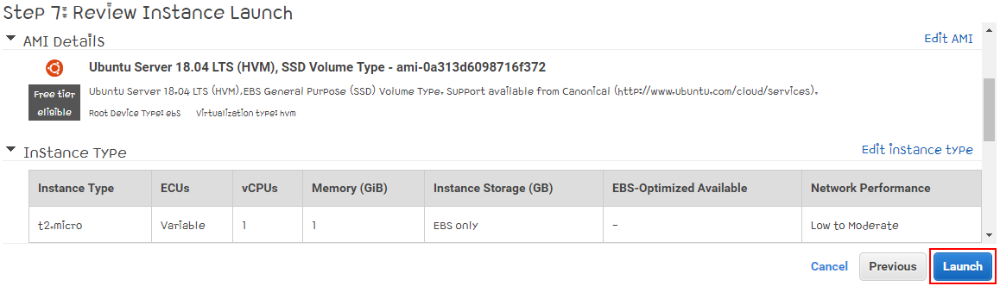 Step 7: Review Instance Launch
AMI Details
Edit AMI
Ubuntu Server 18.04 LTS (HVM), SSD Volume Type - ami-0a313d6098716f372
Free tier
eligible
Ubuntu Server 18.04 LTS (HVM),EBS General Purpose (SSD) Volume Type. Support available from Canonical (http://www.ubuntu.com/cloud/services).
Root Device Type: ebs Virtualization type: hvm
Instance Type
Edit instance type
Instance Type ECUs vCPUs Memory (GiB) Instance Storage (GB) EBS-Optimized Available Network Performance
t2.micro Variable 1 1 EBS only - Low to Moderate
Cancel Previous Launch